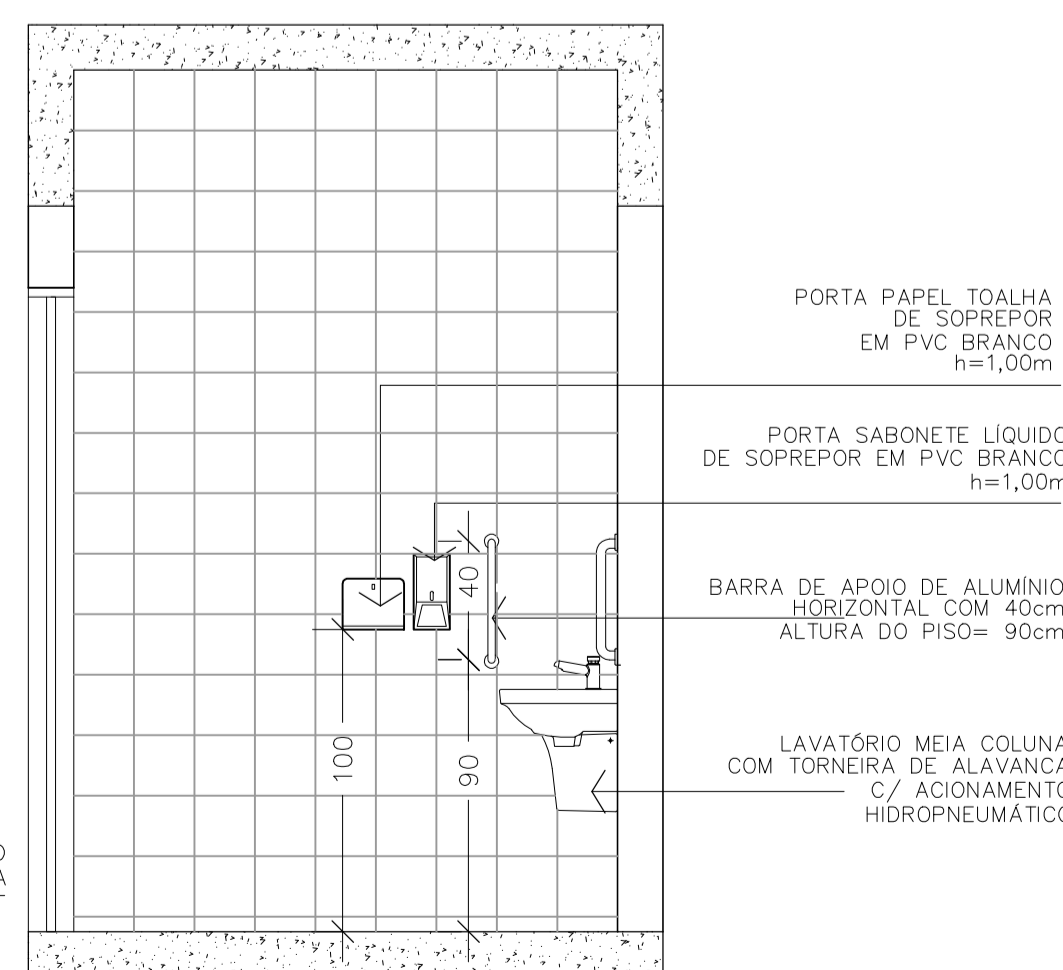 PORTA PAPEL TOALHA
DE SOPREPOR
EM PVC BRANCO
h=1,00m
PORTA SABONETE LÍQUIDO
DE SOPREPOR EM PVC BRANCO
h=1,00m
BARRA DE APOIO DE ALUMÍNIO
HORIZONTAL COM 40cm
ALTURA DO PISO= 90cm
LAVATÓRIO MEIA COLUNA
COM TORNEIRA DE ALAVANCA
C/ ACIONAMENTO
HIDROPNEUMÁTICO
40
100
90
O
A